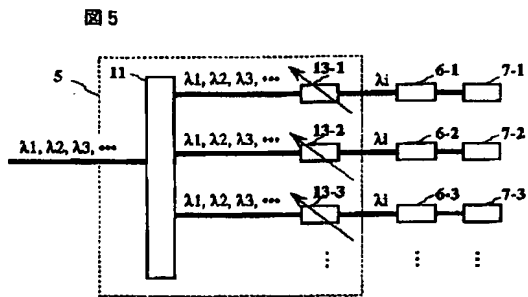 図5
5
11
λ1, λ2, λ3, ···
λ1, λ2, λ3, ··· 13-1 λi 6-1 7-1
λ1, λ2, λ3, ··· 13-2 λi 6-2 7-2
λ1, λ2, λ3, ··· 13-3 λi 6-3 7-3